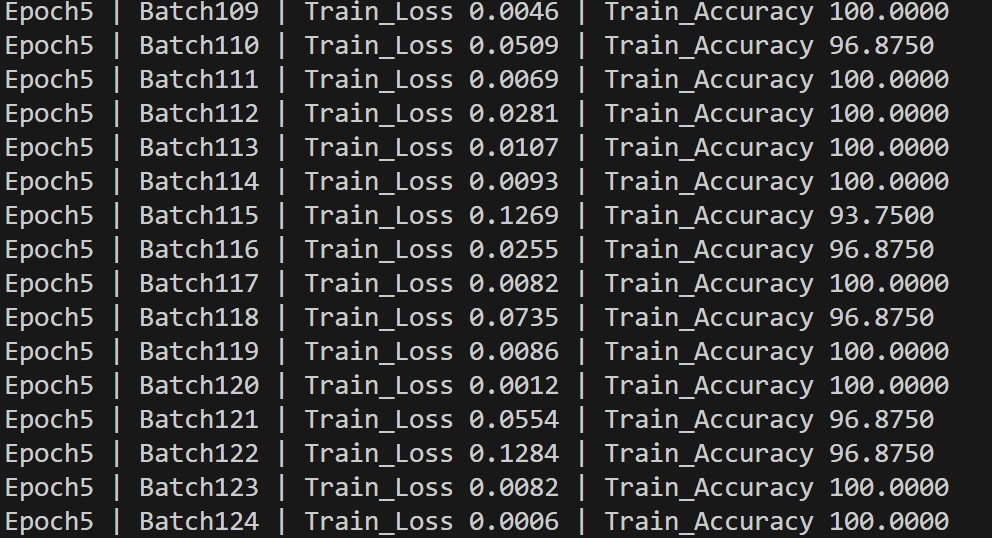 Epoch5 | Batch109 | Train_Loss 0.0046 | Train_Accuracy 100.0000
Epoch5 | Batch110 | Train_Loss 0.0509 | Train_Accuracy 96.8750
Epoch5 | Batch111 | Train_Loss 0.0069 | Train_Accuracy 100.0000
Epoch5 | Batch112 | Train_Loss 0.0281 | Train_Accuracy 100.0000
Epoch5 | Batch113 | Train_Loss 0.0107 | Train_Accuracy 100.0000
Epoch5 | Batch114 | Train_Loss 0.0093 | Train_Accuracy 100.0000
Epoch5 | Batch115 | Train_Loss 0.1269 | Train_Accuracy 93.7500
Epoch5 | Batch116 | Train_Loss 0.0255 | Train_Accuracy 96.8750
Epoch5 | Batch117 | Train_Loss 0.0082 | Train_Accuracy 100.0000
Epoch5 | Batch118 | Train_Loss 0.0735 | Train_Accuracy 96.8750
Epoch5 | Batch119 | Train_Loss 0.0086 | Train_Accuracy 100.0000
Epoch5 | Batch120 | Train_Loss 0.0012 | Train_Accuracy 100.0000
Epoch5 | Batch121 | Train_Loss 0.0554 | Train_Accuracy 96.8750
Epoch5 | Batch122 | Train_Loss 0.1284 | Train_Accuracy 96.8750
Epoch5 | Batch123 | Train_Loss 0.0082 | Train_Accuracy 100.0000
Epoch5 | Batch124 | Train_Loss 0.0006 | Train_Accuracy 100.0000